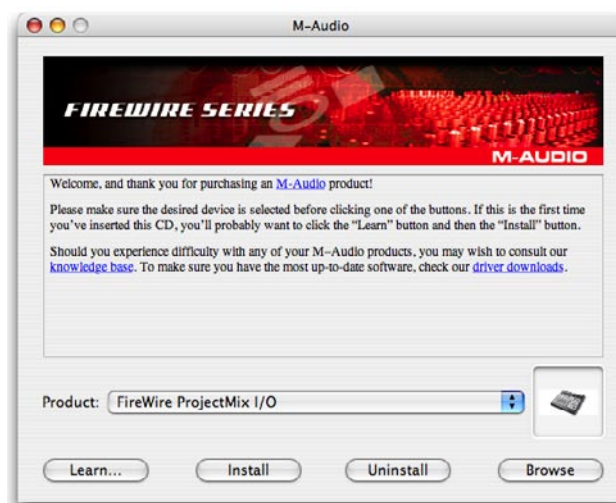 M-Audio
FIREWIRE SERIES
M-AUDIO
Welcome, and thank you for purchasing an M-Audio product!
Please make sure the desired device is selected before clicking one of the buttons. If this is the first time
you've inserted this CD, you'll probably want to click the “Learn” button and then the “Install” button.
Should you experience difficulty with any of your M–Audio products, you may wish to consult our
knowledge base. To make sure you have the most up-to-date software, check our driver downloads.
Product: FireWire ProjectMix I/O
Learn... Install Uninstall Browse